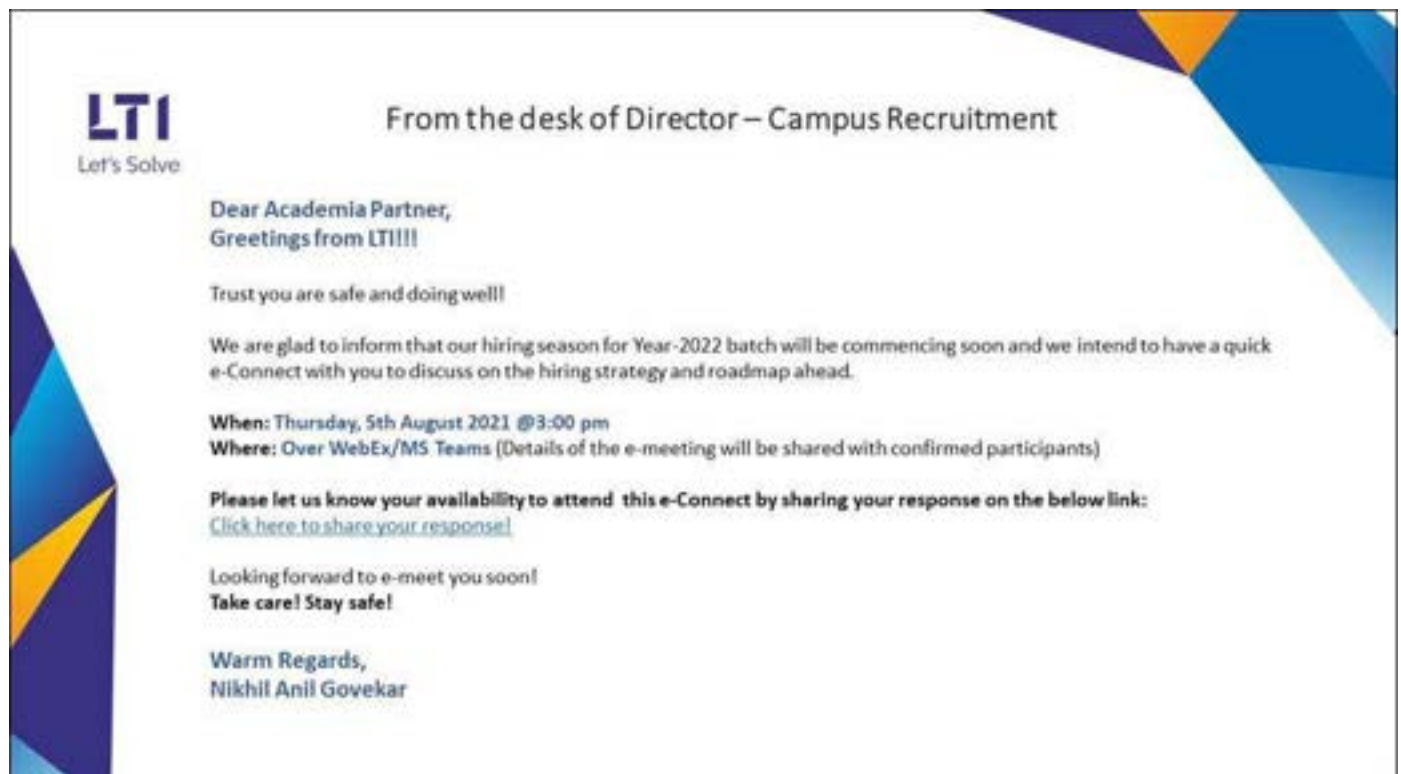 LTI
Let's Solve
From the desk of Director – Campus Recruitment
Dear Academia Partner,
Greetings from LTI!!!
Trust you are safe and doing well!
We are glad to inform that our hiring season for Year-2022 batch will be commencing soon and we intend to have a quick
e-Connect with you to discuss on the hiring strategy and roadmap ahead.
When: Thursday, 5th August 2021 @3:00 pm
Where: Over WebEx/MS Teams (Details of the e-meeting will be shared with confirmed participants)
Please let us know your availability to attend this e-Connect by sharing your response on the below link:
Click here to share your response!
Looking forward to e-meet you soon!
Take care! Stay safe!
Warm Regards,
Nikhil Anil Govekar